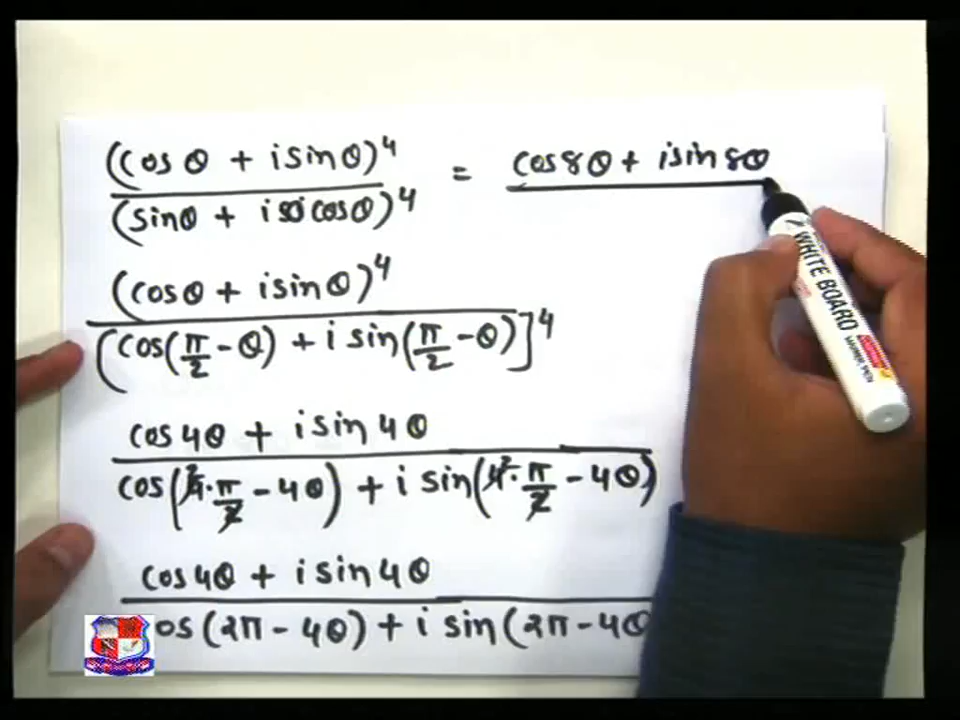 (cos θ + i sin θ)^4 / (sin θ + i cos θ)^4 = cos 8θ + i sin 8θ
(cos θ + i sin θ)^4 / [cos(π/2 - θ) + i sin(π/2 - θ)]^4
cos 4θ + i sin 4θ / cos(4·π/2 - 4θ) + i sin(4·π/2 - 4θ)
cos 4θ + i sin 4θ / cos(2π - 4θ) + i sin(2π - 4θ
WHITE BOARD
MARKER PEN